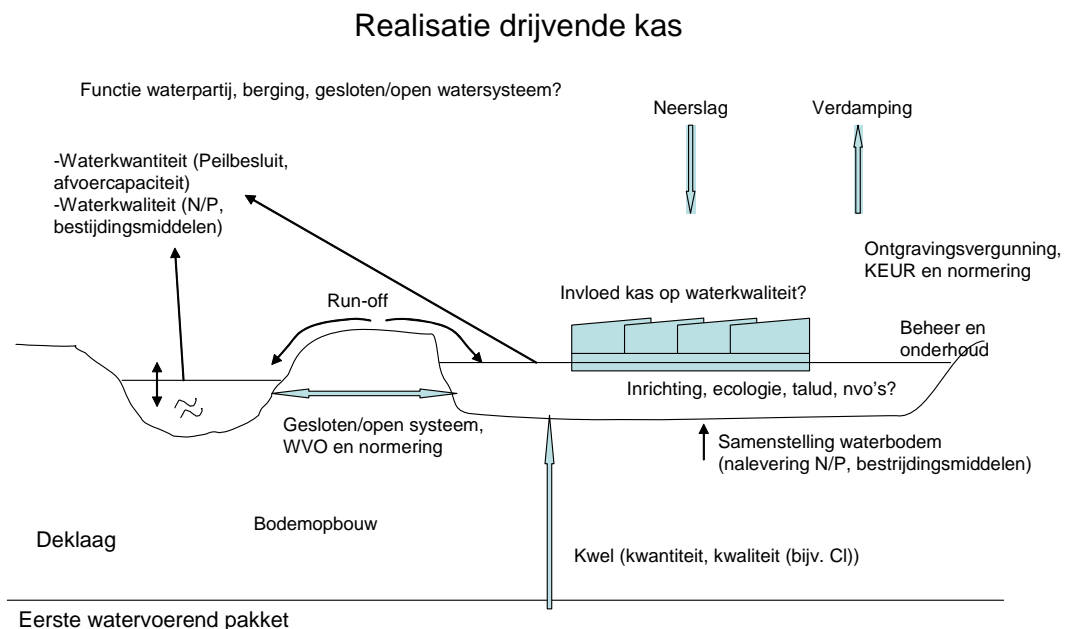 Realisatie drijvende kas
Functie waterpartij, berging, gesloten/open watersysteem?
Neerslag
Verdamping
-Waterkwantiteit (Peilbesluit,
afvoercapaciteit)
-Waterkwaliteit (N/P,
bestijdingsmiddelen)
Ontgravingsvergunning,
KEUR en normering
Run-off
Invloed kas op waterkwaliteit?
Beheer en
onderhoud
Inrichting, ecologie, talud, nvo's?
Gesloten/open systeem,
WVO en normering
Samenstelling waterbodem
(nalevering N/P, bestrijdingsmiddelen)
Bodemopbouw
Deklaag
Kwel (kwantiteit, kwaliteit (bijv. Cl))
Eerste watervoerend pakket